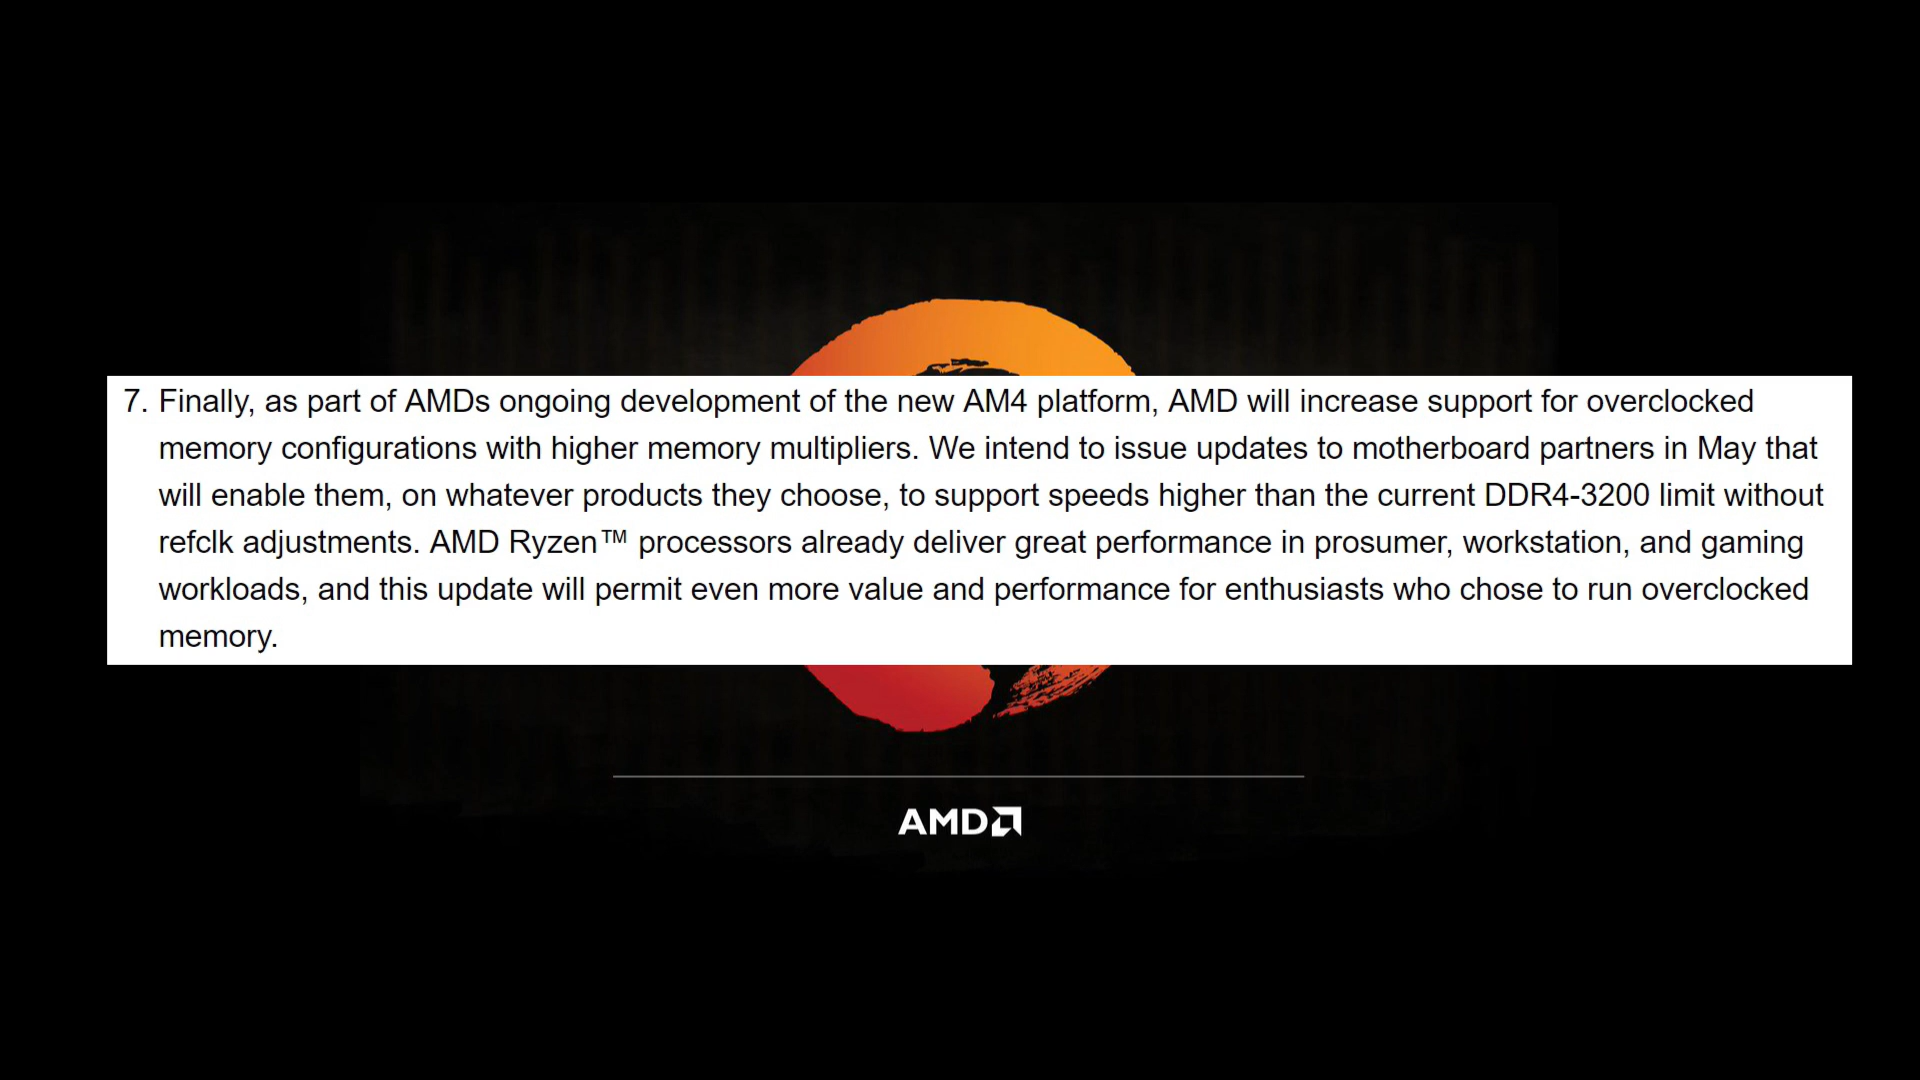 7. Finally, as part of AMDs ongoing development of the new AM4 platform, AMD will increase support for overclocked
memory configurations with higher memory multipliers. We intend to issue updates to motherboard partners in May that
will enable them, on whatever products they choose, to support speeds higher than the current DDR4-3200 limit without
refclk adjustments. AMD Ryzen™ processors already deliver great performance in prosumer, workstation, and gaming
workloads, and this update will permit even more value and performance for enthusiasts who chose to run overclocked
memory.
AMD